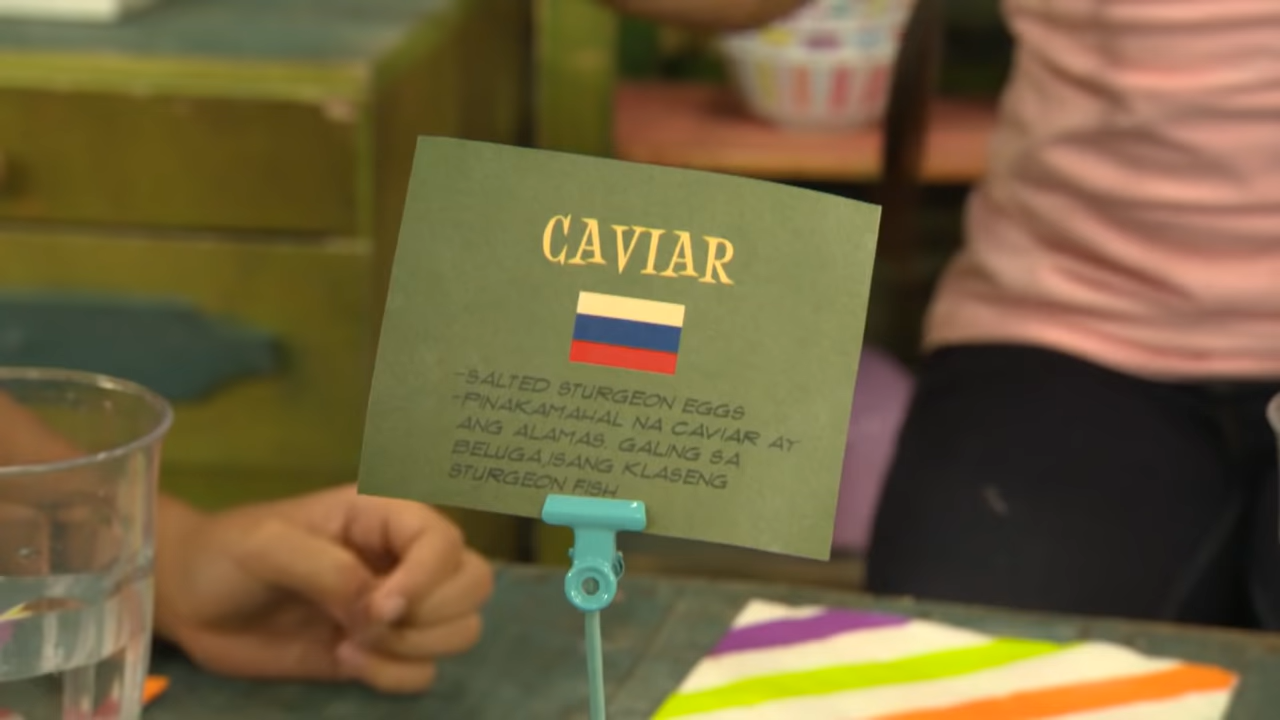 CAVIAR
-SALTED STURGEON EGGS
-PINAKAMAHAL NA CAVIAR AY
ANG ALAMAS. GALING SA
BELUGA,ISANG KLASENG
STURGEON FISH